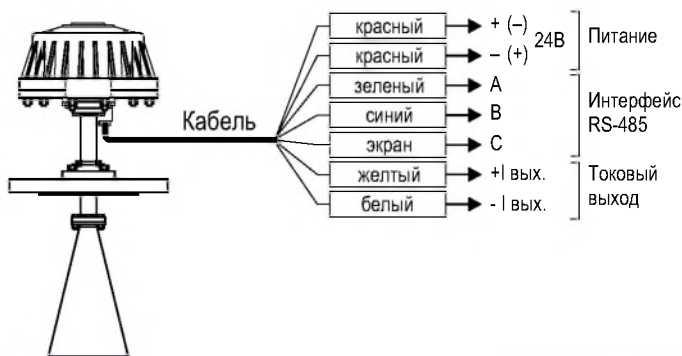 красный + (–)
24В Питание
красный – (+)
зеленый A
Интерфейс
синий B
RS-485
Кабель
экран C
желтый +I вых.
Токовый
выход
белый - I вых.